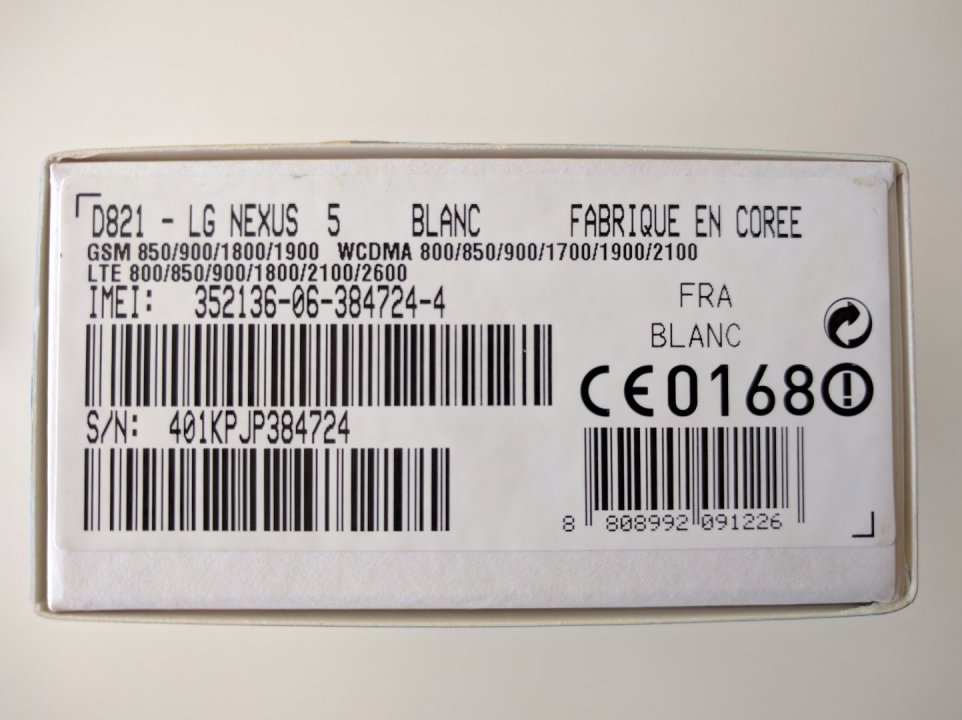 D821 - LG NEXUS 5 BLANC FABRIQUE EN COREE
GSM 850/900/1800/1900 WCDMA 800/850/900/1700/1900/2100
LTE 800/850/900/1800/2100/2600
IMEI: 352136-06-384724-4
FRA
BLANC
CE0168
S/N: 401KPJP384724
8 808992 091226